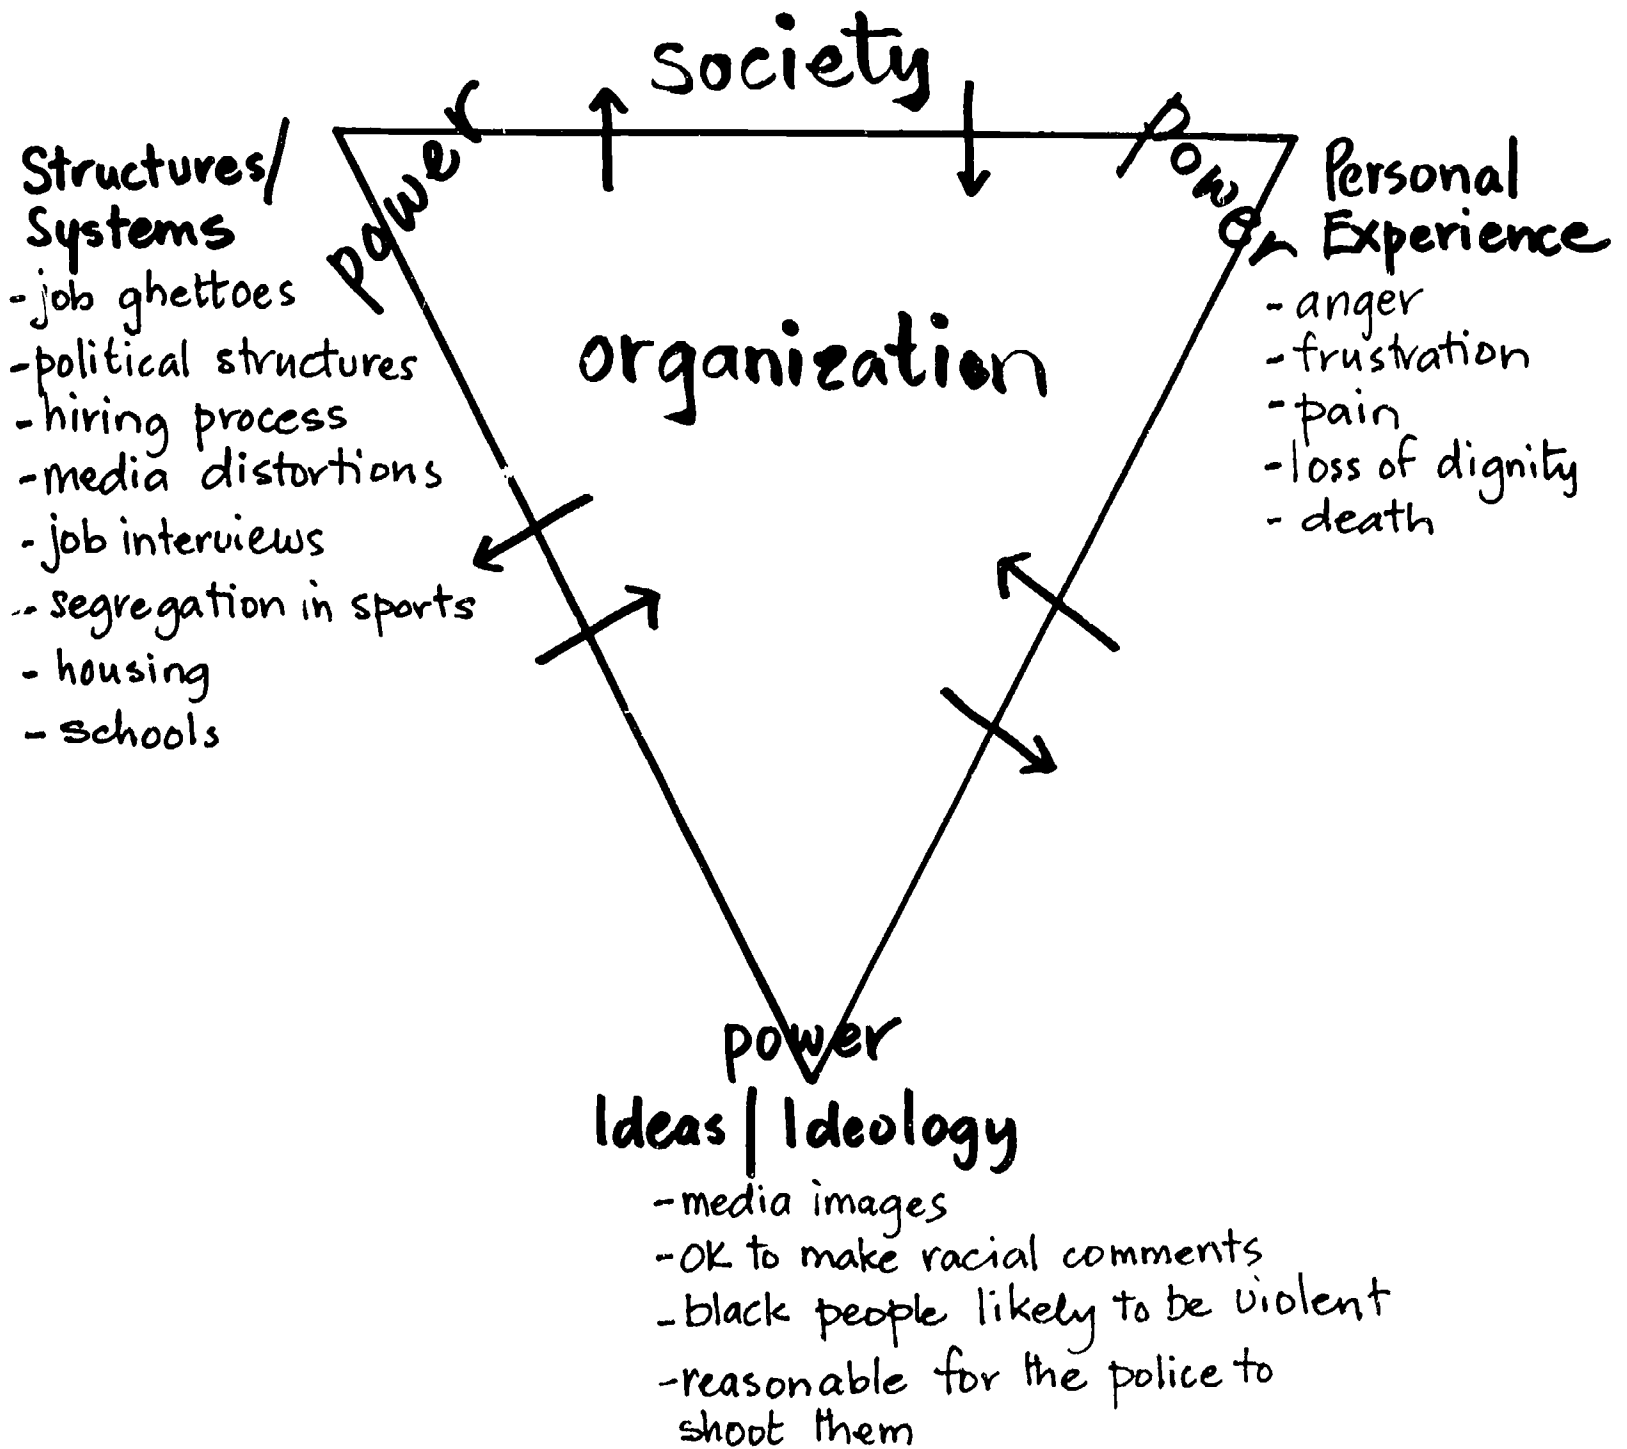 Society
power
power
Structures/
Systems
- job ghettoes
- political structures
- hiring process
- media distortions
- job interviews
- segregation in sports
- housing
- schools
organization
Personal
Experience
- anger
- frustration
- pain
- loss of dignity
- death
power
Ideas | Ideology
- media images
- OK to make racial comments
- black people likely to be violent
- reasonable for the police to
shoot them